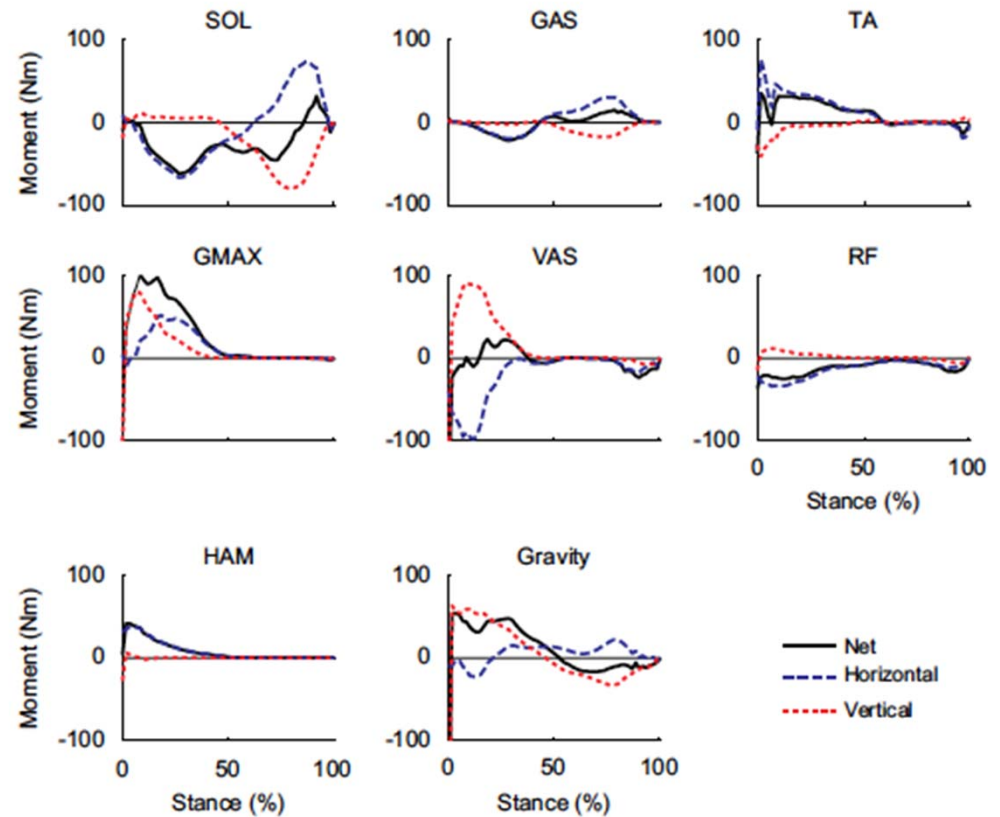 SOL GAS TA
100 100 100
Moment (Nm)
0 0 0
-100 -100 -100
GMAX VAS RF
100 100 100
Moment (Nm)
0 0 0
-100 -100 -100
0 50 100
Stance (%)
HAM Gravity
100 100
Moment (Nm)
0 0
-100 -100
0 50 100 0 50 100
Stance (%) Stance (%)
Net
Horizontal
Vertical